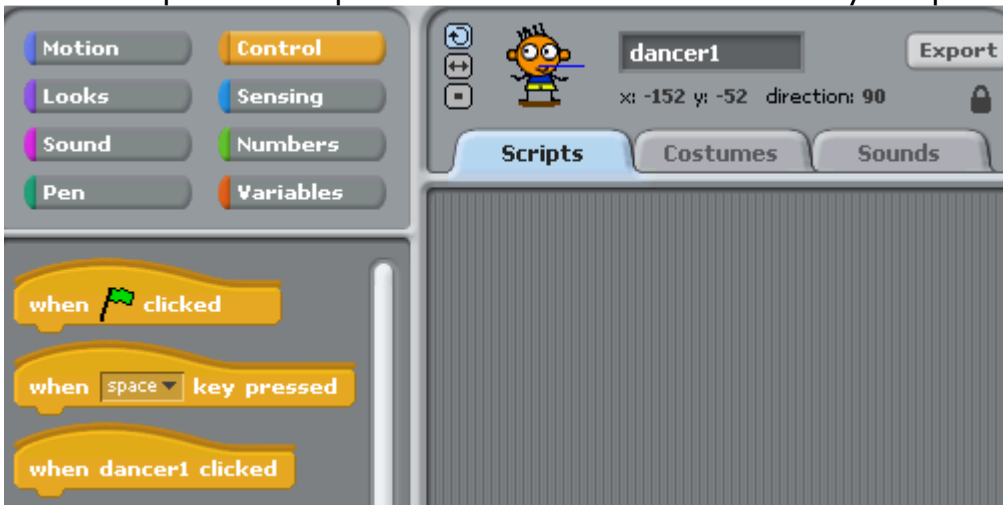 Motion Control
Looks Sensing
Sound Numbers
Pen Variables
when clicked
when space key pressed
when dancer1 clicked
dancer1 Export
x: -152 y: -52 direction: 90
Scripts Costumes Sounds